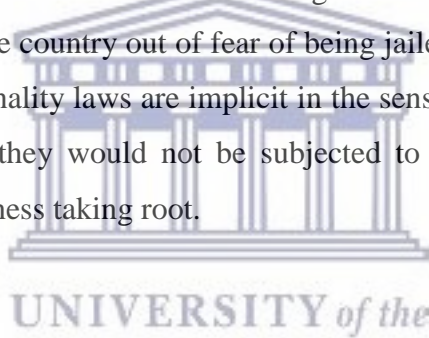 e country out of fear of being jaile
nality laws are implicit in the sens
they would not be subjected to
ness taking root.
UNIVERSITY of the